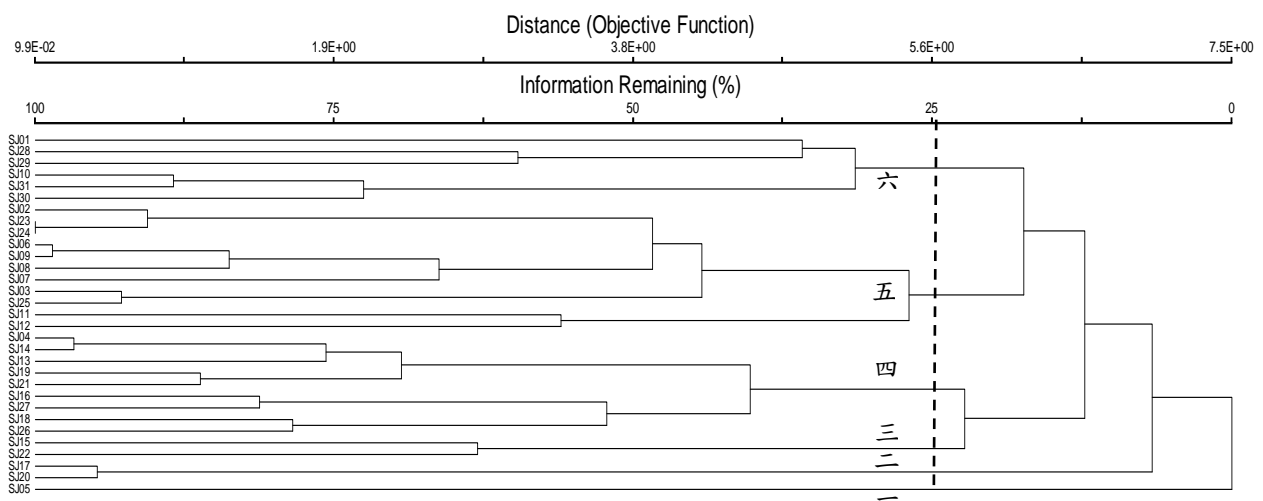 Distance (Objective Function)
9.9E-02 1.9E+00 3.8E+00 5.6E+00 7.5E+00
Information Remaining (%)
100 75 50 25 0
SJ01
SJ28
SJ29
SJ10
SJ31
六
SJ30
SJ02
SJ23
SJ24
SJ06
SJ09
SJ08
SJ07
SJ03
五
SJ25
SJ11
SJ12
SJ04
SJ14
SJ13
四
SJ19
SJ21
SJ16
SJ27
SJ18
SJ26
三
SJ15
SJ22
二
SJ17
SJ20
SJ05
一